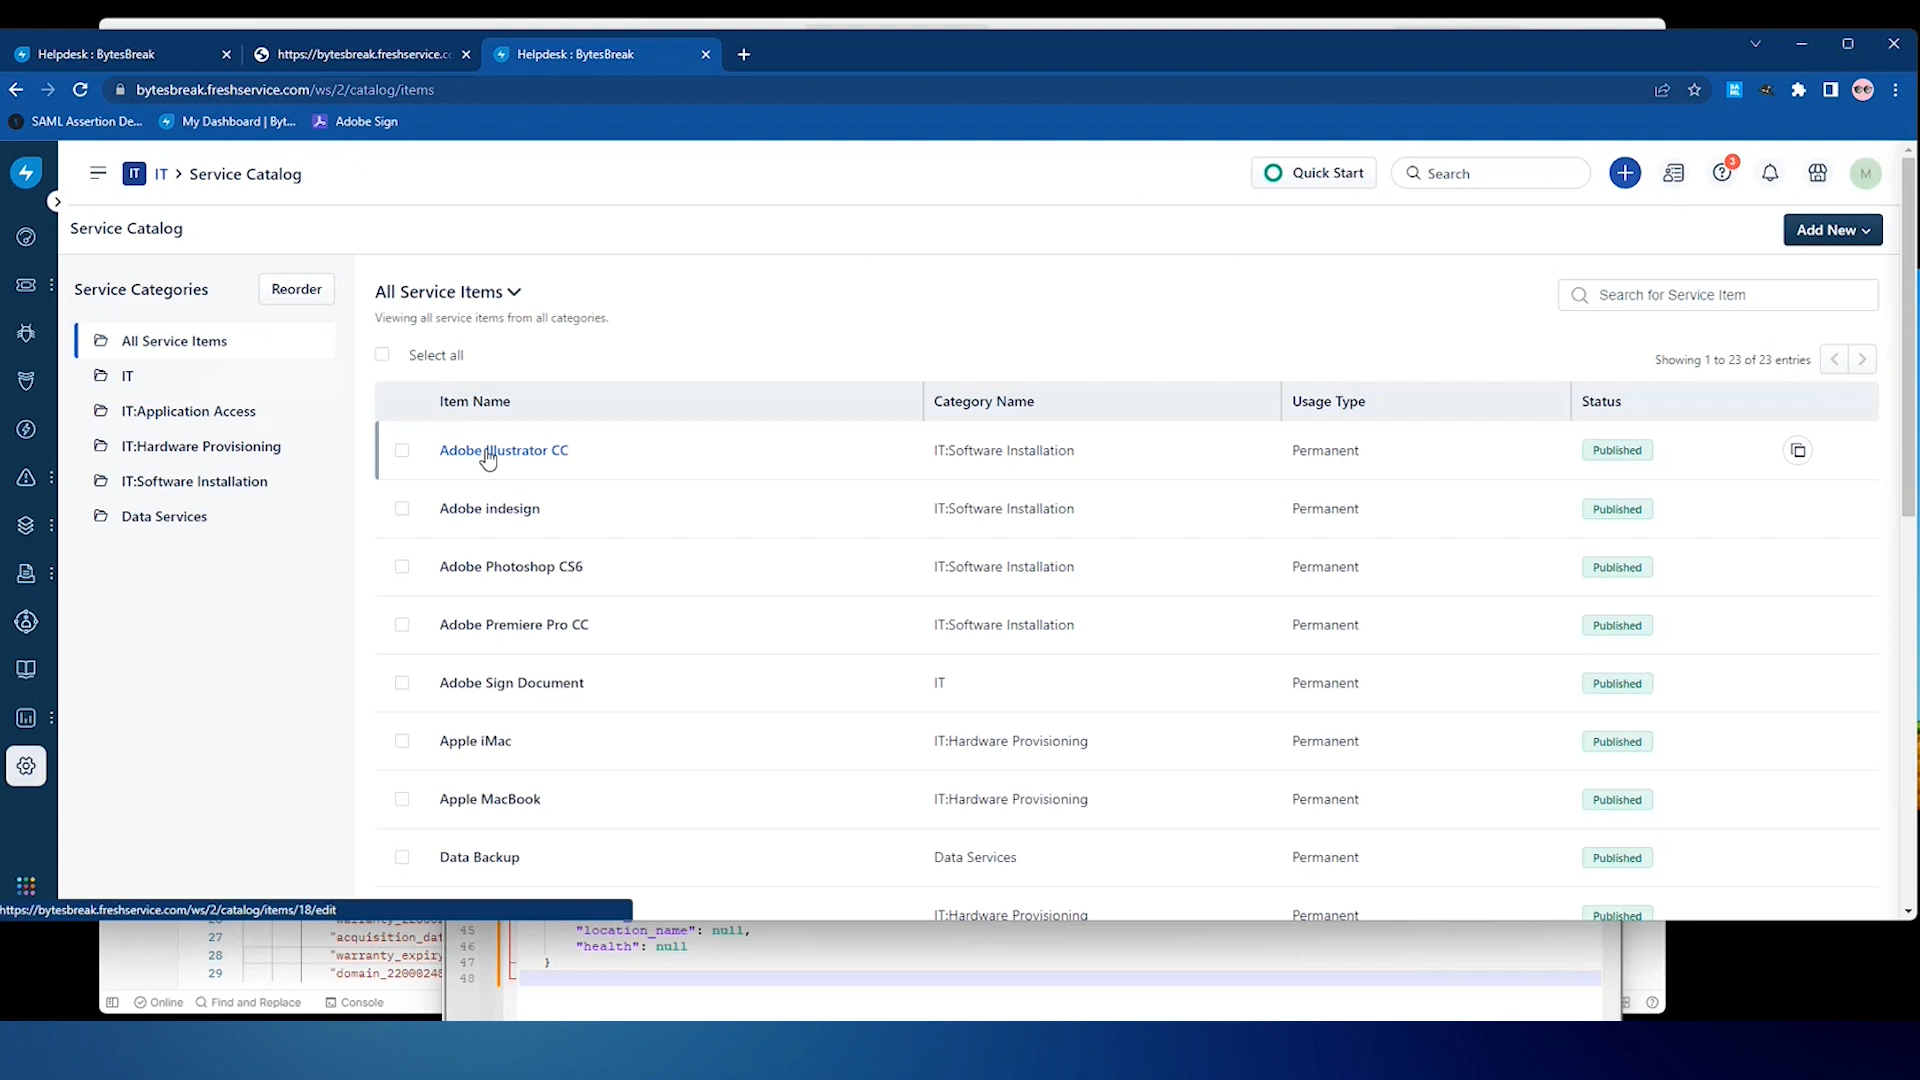 Helpdesk : BytesBreak
https://bytesbreak.freshservice.cc
Helpdesk : BytesBreak
bytesbreak.freshservice.com/ws/2/catalog/items
SAML Assertion De...
My Dashboard | Byt...
Adobe Sign
IT IT > Service Catalog
Quick Start
Search
3
M
Service Catalog
Add New
Service Categories
Reorder
All Service Items
IT
IT:Application Access
IT:Hardware Provisioning
IT:Software Installation
Data Services
All Service Items
Viewing all service items from all categories.
Search for Service Item
Select all
Showing 1 to 23 of 23 entries
Item Name Category Name Usage Type Status
Adobe Illustrator CC IT:Software Installation Permanent Published
Adobe indesign IT:Software Installation Permanent Published
Adobe Photoshop CS6 IT:Software Installation Permanent Published
Adobe Premiere Pro CC IT:Software Installation Permanent Published
Adobe Sign Document IT Permanent Published
Apple iMac IT:Hardware Provisioning Permanent Published
Apple MacBook IT:Hardware Provisioning Permanent Published
Data Backup Data Services Permanent Published
IT:Hardware Provisioning Permanent Published
https://bytesbreak.freshservice.com/ws/2/catalog/items/18/edit
27 "acquisition_dat
28 "warranty_expiry
29 "domain_22000248
45 "location_name": null,
46 "health": null
47 }
48
Online
Find and Replace
Console